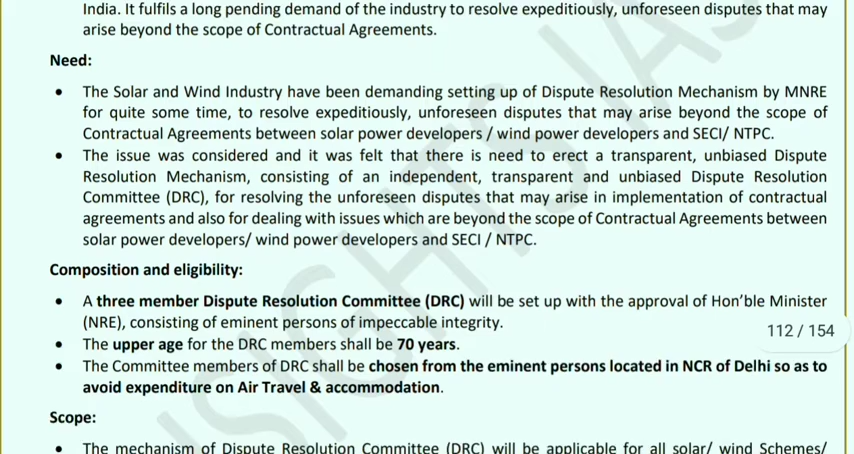 India. It fulfils a long pending demand of the industry to resolve expeditiously, unforeseen disputes that may
arise beyond the scope of Contractual Agreements.
Need:
• The Solar and Wind Industry have been demanding setting up of Dispute Resolution Mechanism by MNRE
for quite some time, to resolve expeditiously, unforeseen disputes that may arise beyond the scope of
Contractual Agreements between solar power developers / wind power developers and SECI/ NTPC.
• The issue was considered and it was felt that there is need to erect a transparent, unbiased Dispute
Resolution Mechanism, consisting of an independent, transparent and unbiased Dispute Resolution
Committee (DRC), for resolving the unforeseen disputes that may arise in implementation of contractual
agreements and also for dealing with issues which are beyond the scope of Contractual Agreements between
solar power developers/ wind power developers and SECI / NTPC.
Composition and eligibility:
• A three member Dispute Resolution Committee (DRC) will be set up with the approval of Hon'ble Minister
(NRE), consisting of eminent persons of impeccable integrity.
112 / 154
• The upper age for the DRC members shall be 70 years.
• The Committee members of DRC shall be chosen from the eminent persons located in NCR of Delhi so as to
avoid expenditure on Air Travel & accommodation.
Scope:
• The mechanism of Dispute Resolution Committee (DRC) will be applicable for all solar/ wind Schemes/
INSIGHTS IAS